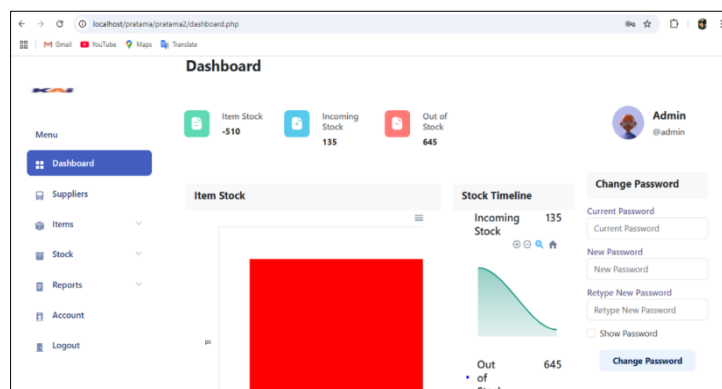 localhost/pratama/pratama2/dashboard.php
Gmail YouTube Maps Translate
KAI
Menu
Dashboard
Suppliers
Items
Stock
Reports
Account
Logout
Dashboard
Item Stock
-510
Incoming
Stock
135
Out of
Stock
645
Admin
@admin
Item Stock
pc
Stock Timeline
Incoming 135
Stock
Out 645
of
Change Password
Current Password
Current Password
New Password
New Password
Retype New Password
Retype New Password
Show Password
Change Password